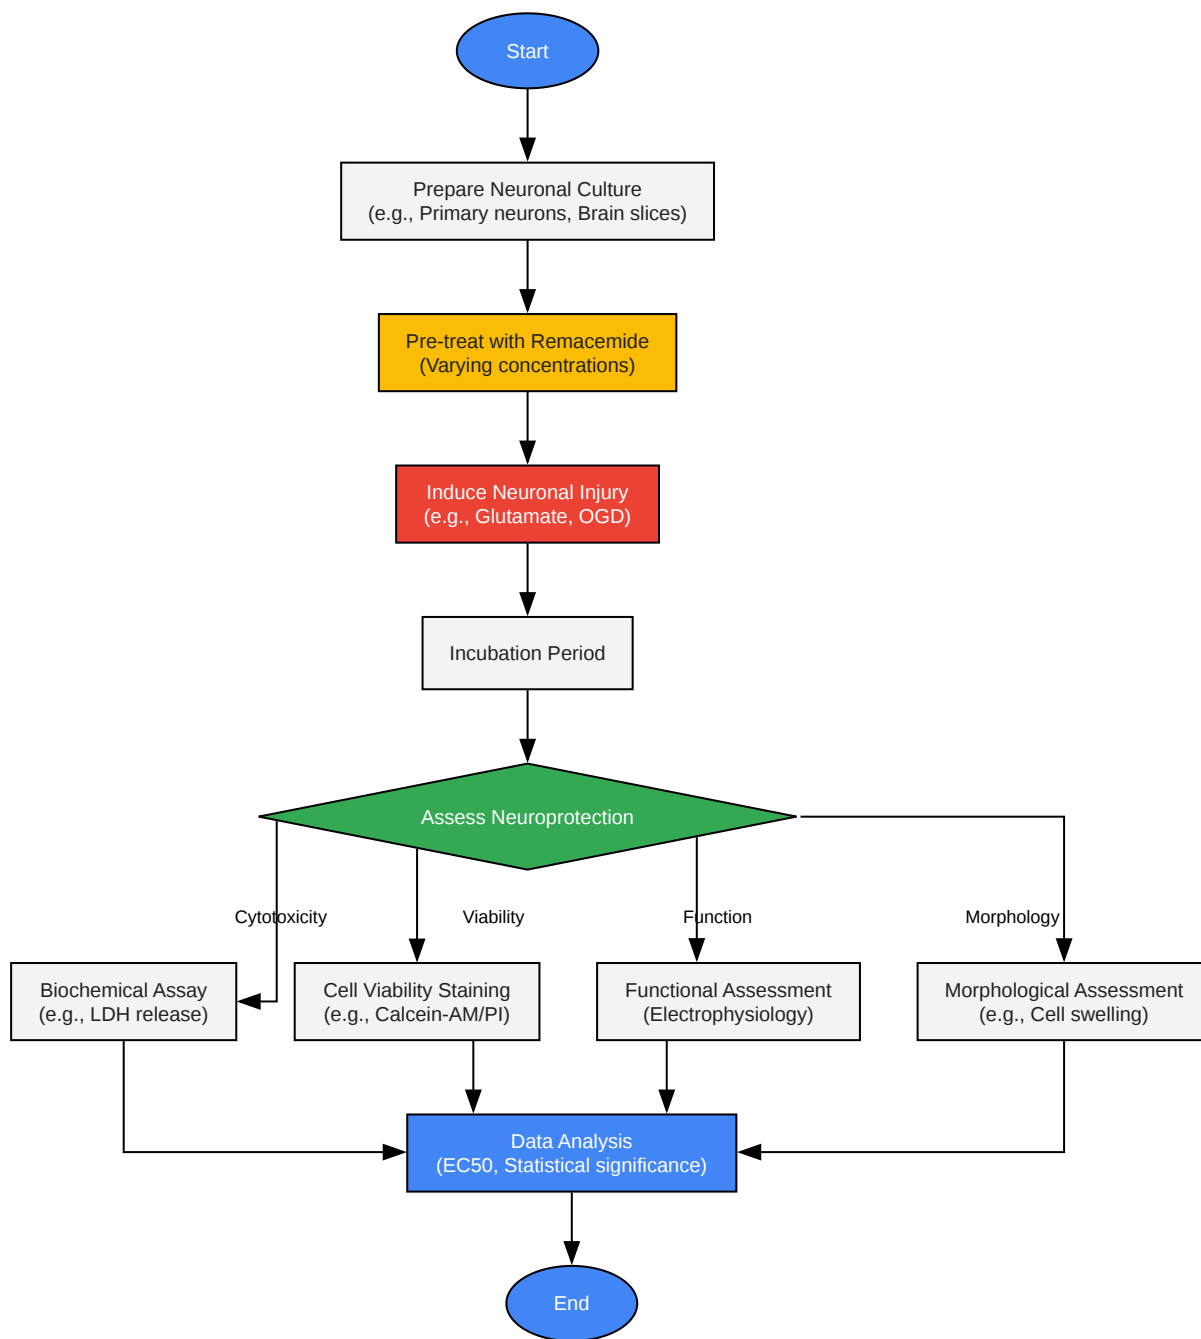 Start
Prepare Neuronal Culture
(e.g., Primary neurons, Brain slices)
Pre-treat with Remacemide
(Varying concentrations)
Induce Neuronal Injury
(e.g., Glutamate, OGD)
Incubation Period
Assess Neuroprotection
Cytotoxicity
Viability
Function
Morphology
Biochemical Assay
(e.g., LDH release)
Cell Viability Staining
(e.g., Calcein-AM/PI)
Functional Assessment
(Electrophysiology)
Morphological Assessment
(e.g., Cell swelling)
Data Analysis
(EC50, Statistical significance)
End